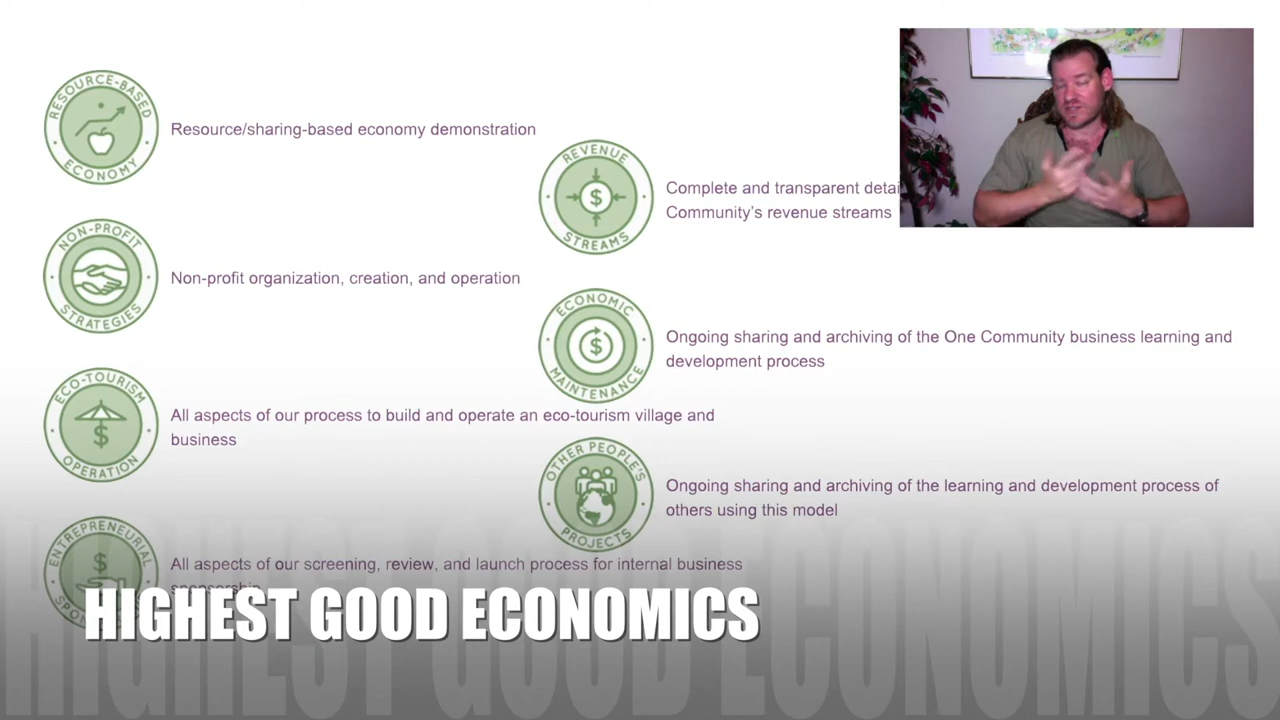 RESOURCE-BASED
ECONOMY
Resource/sharing-based economy demonstration
NON-PROFIT
STRATEGIES
Non-profit organization, creation, and operation
ECO-TOURISM
$
OPERATION
All aspects of our process to build and operate an eco-tourism village and
business
ENTREPRENEURIAL
$
All aspects of our screening, review, and launch process for internal business
sponsorship
REVENUE
$
STREAMS
Complete and transparent detai
Community's revenue streams
ECONOMIC
$
MAINTENANCE
Ongoing sharing and archiving of the One Community business learning and
development process
OTHER PEOPLE'S
PROJECTS
Ongoing sharing and archiving of the learning and development process of
others using this model
HIGHEST GOOD ECONOMICS
HIGHEST GOOD ECONOMICS